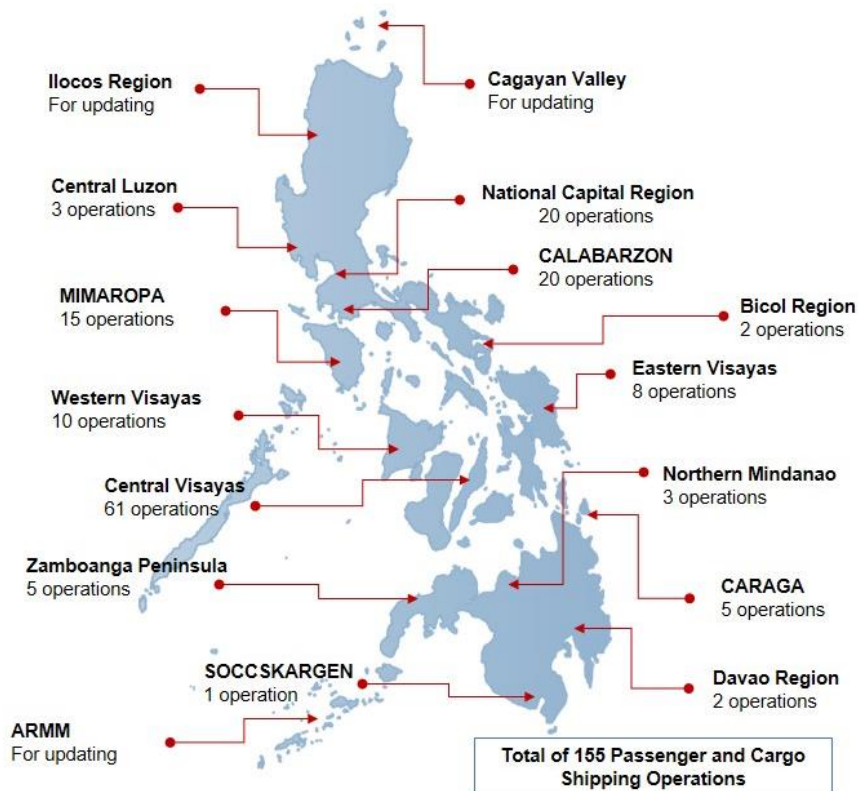 Ilocos Region
For updating
Cagayan Valley
For updating
Central Luzon
3 operations
National Capital Region
20 operations
CALABARZON
20 operations
MIMAROPA
15 operations
Bicol Region
2 operations
Eastern Visayas
8 operations
Western Visayas
10 operations
Northern Mindanao
3 operations
Central Visayas
61 operations
Zamboanga Peninsula
5 operations
CARAGA
5 operations
SOCCSKARGEN
1 operation
Davao Region
2 operations
ARMM
For updating
Total of 155 Passenger and Cargo
Shipping Operations